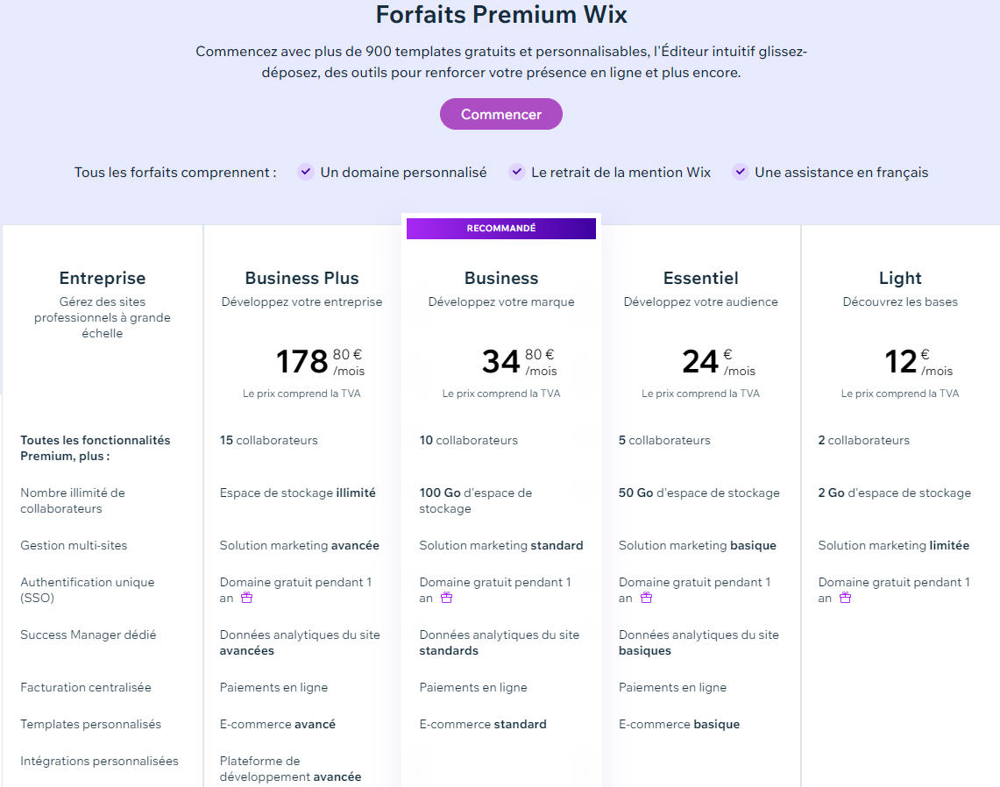 Forfaits Premium Wix
Commencez avec plus de 900 templates gratuits et personnalisables, l'Éditeur intuitif glissez-
déposez, des outils pour renforcer votre présence en ligne et plus encore.
Commencer
Tous les forfaits comprennent : Un domaine personnalisé Le retrait de la mention Wix Une assistance en français
Entreprise
Gérez des sites
professionnels à grande
échelle
Toutes les fonctionnalités
Premium, plus :
Nombre illimité de
collaborateurs
Gestion multi-sites
Authentification unique
(SSO)
Success Manager dédié
Facturation centralisée
Templates personnalisés
Intégrations personnalisées
Business Plus
Développez votre entreprise
178 80 €
/mois
Le prix comprend la TVA
15 collaborateurs
Espace de stockage illimité
Solution marketing avancée
Domaine gratuit pendant 1
an
Données analytiques du site
avancées
Paiements en ligne
E-commerce avancé
Plateforme de
développement avancée
RECOMMANDÉ
Business
Développez votre marque
34 80 €
/mois
Le prix comprend la TVA
10 collaborateurs
100 Go d'espace de
stockage
Solution marketing standard
Domaine gratuit pendant 1
an
Données analytiques du site
standards
Paiements en ligne
E-commerce standard
Essentiel
Développez votre audience
24 €
/mois
Le prix comprend la TVA
5 collaborateurs
50 Go d'espace de stockage
Solution marketing basique
Domaine gratuit pendant 1
an
Données analytiques du site
basiques
Paiements en ligne
E-commerce basique
Light
Découvrez les bases
12 €
/mois
Le prix comprend la TVA
2 collaborateurs
2 Go d'espace de stockage
Solution marketing limitée
Domaine gratuit pendant 1
an